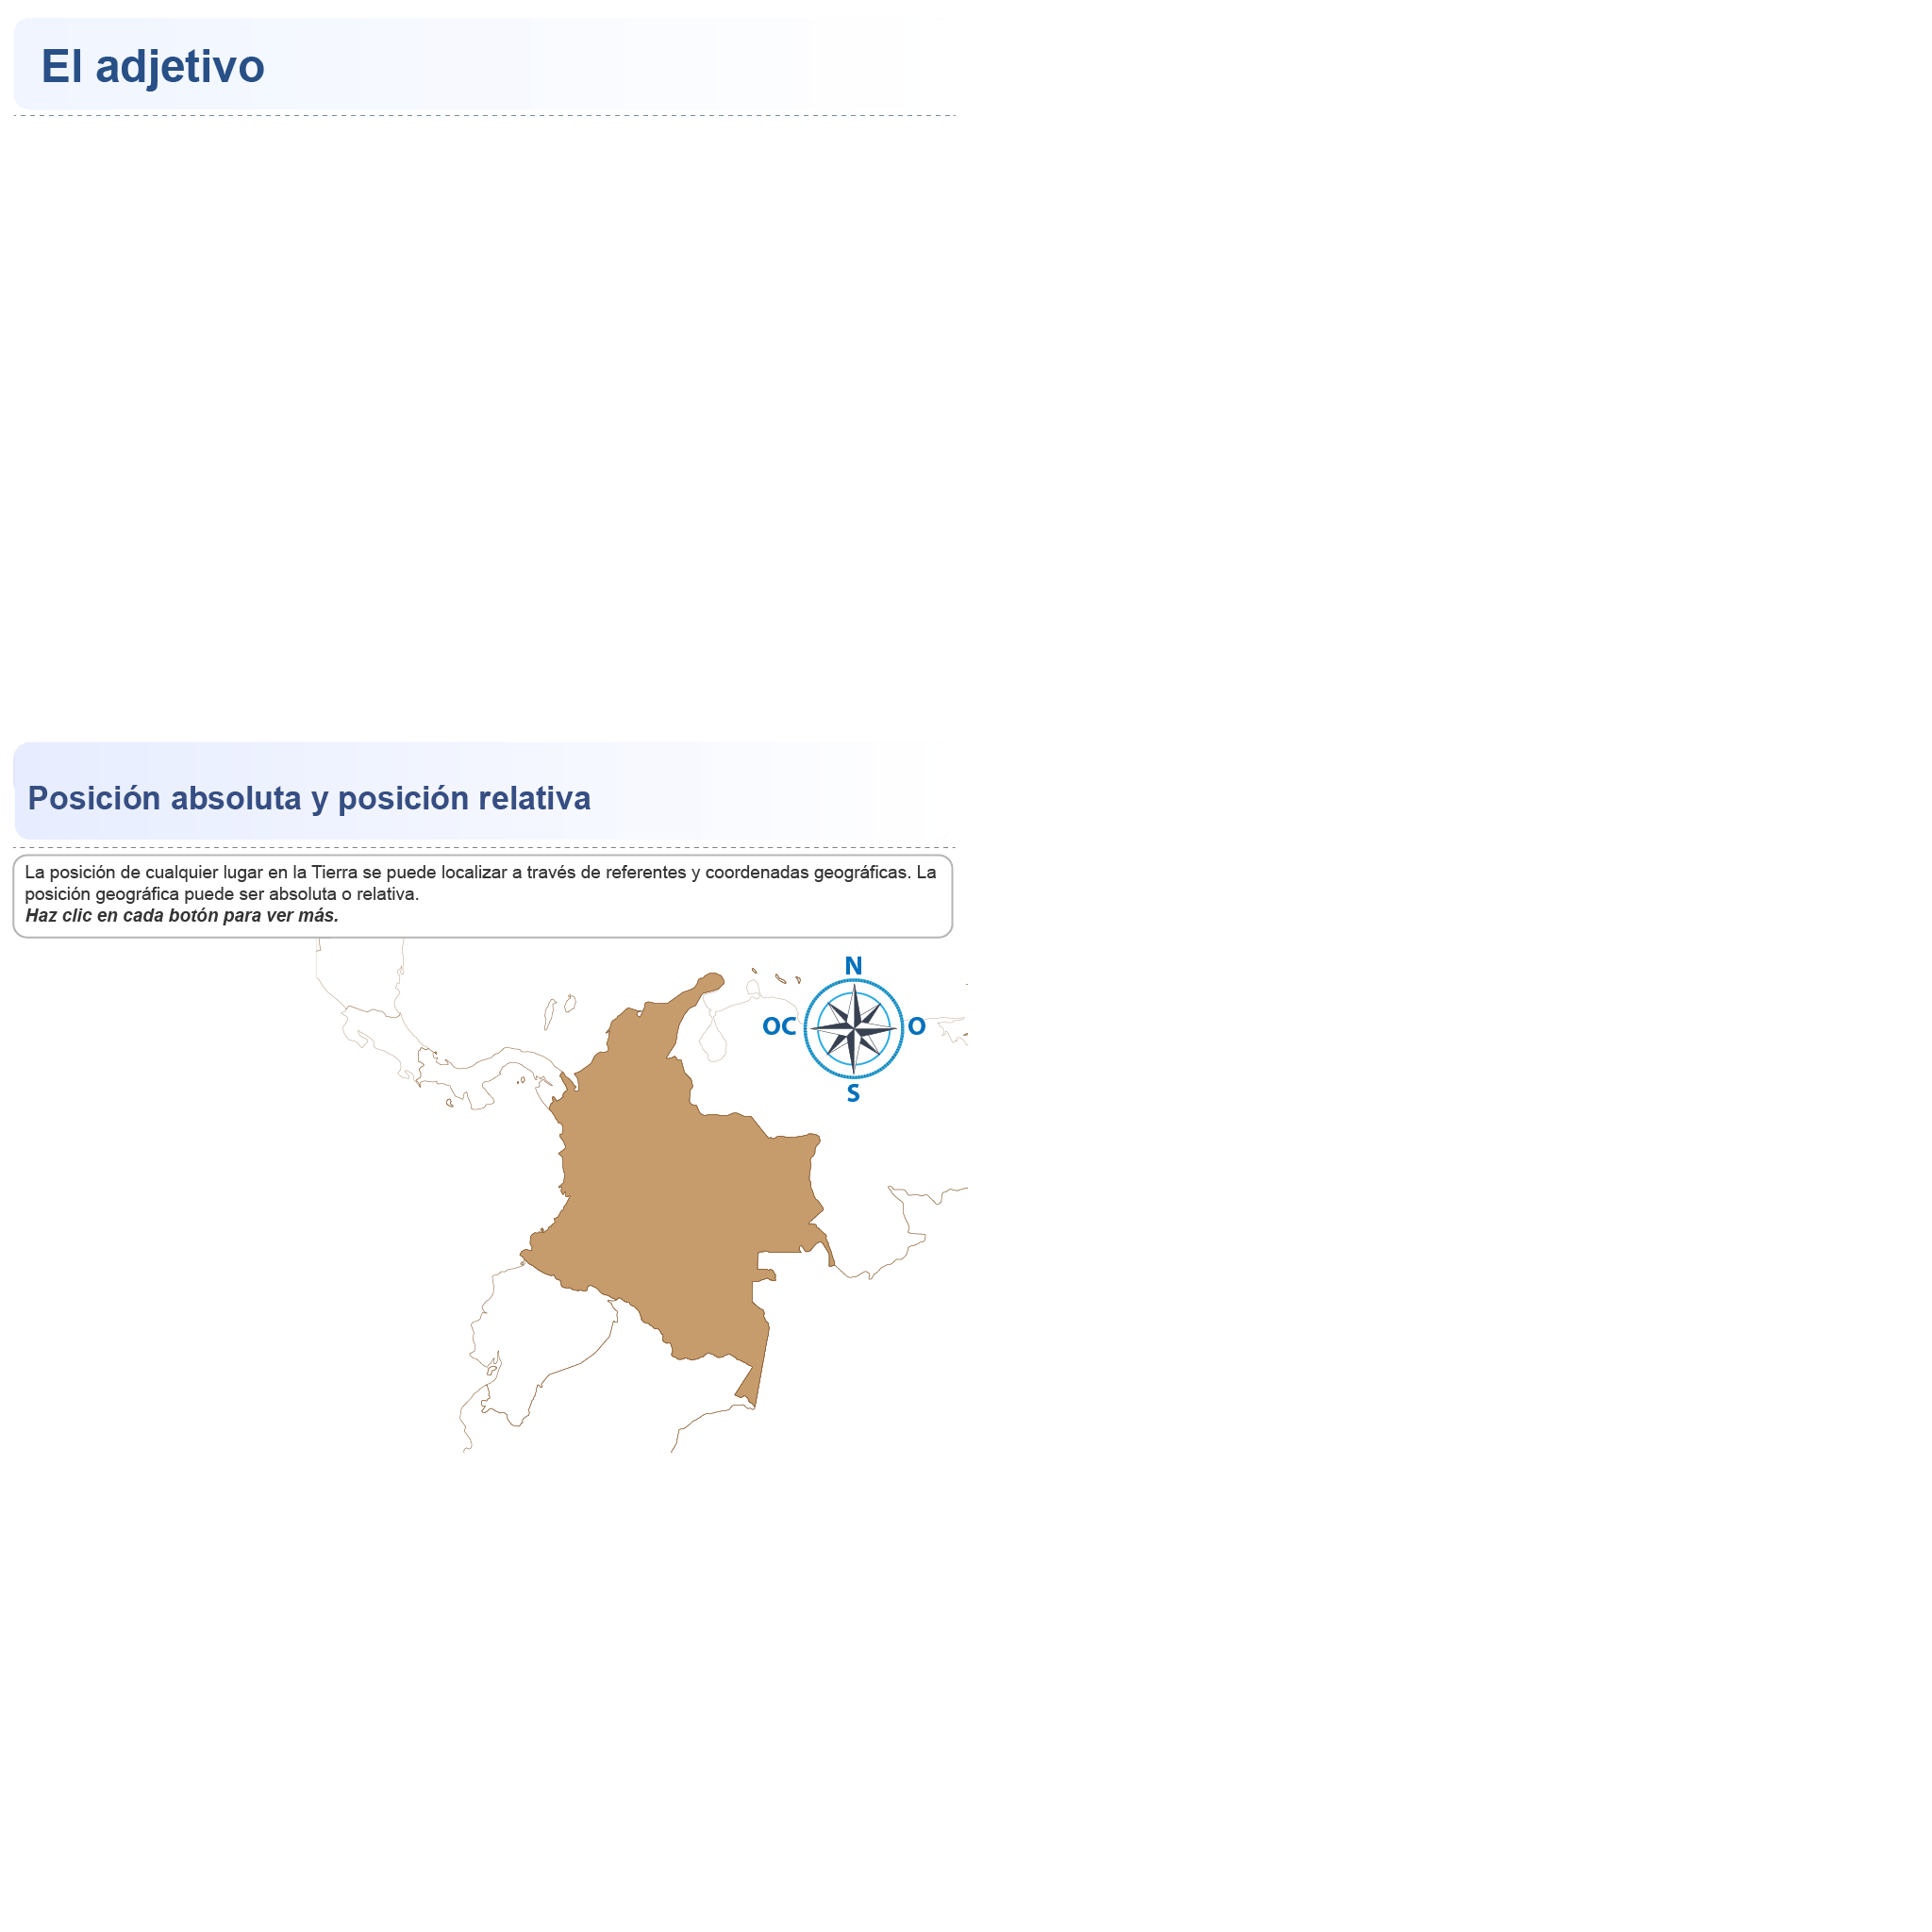 El adjetivo
Posición absoluta y posición relativa
La posición de cualquier lugar en la Tierra se puede localizar a través de referentes y coordenadas geográficas. La
posición geográfica puede ser absoluta o relativa.
Haz clic en cada botón para ver más.
N
OC
O
S